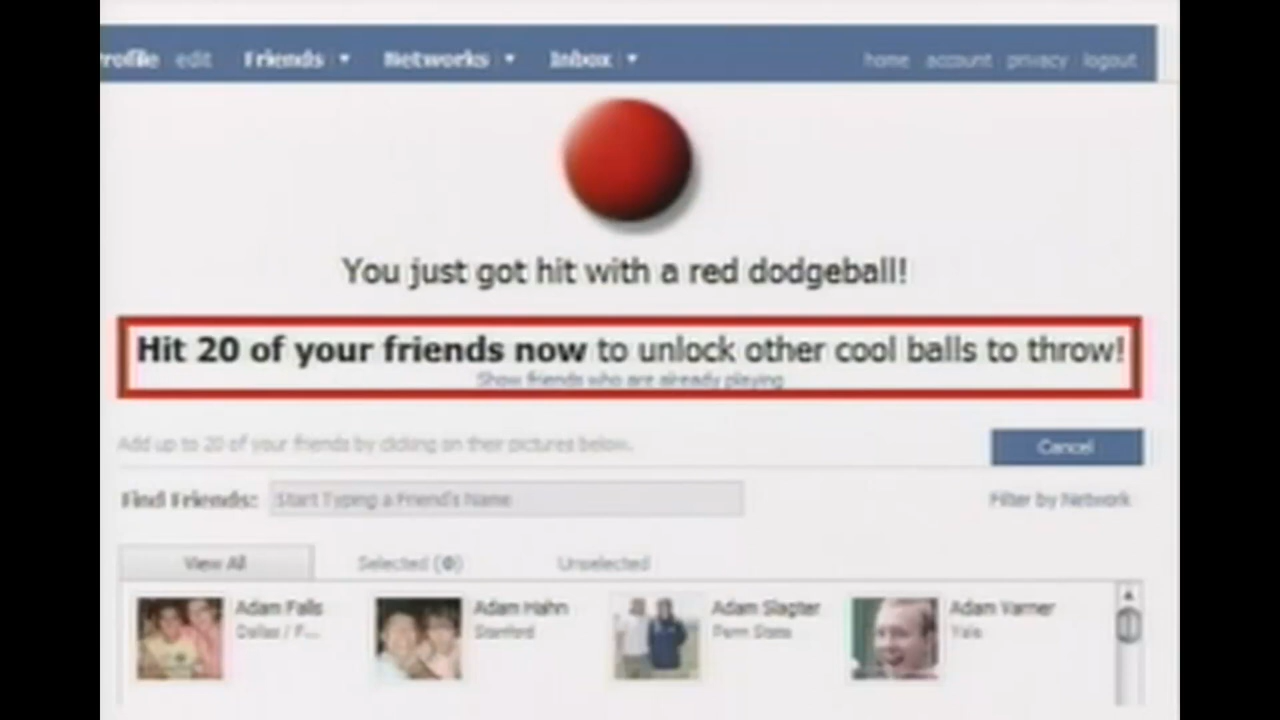 Profile edit Friends Networks Inbox home account privacy logout
You just got hit with a red dodgeball!
Hit 20 of your friends now to unlock other cool balls to throw!
Show friends who are already playing
Add up to 20 of your friends by clicking on their pictures below.
Cancel
Find Friends: Start Typing a Friend's Name Filter by Network
View All Selected (0) Unselected
Adam Falls Adam Hahn Adam Slagter Adam Varner
Dallas / F... Stanford Penn State Yale